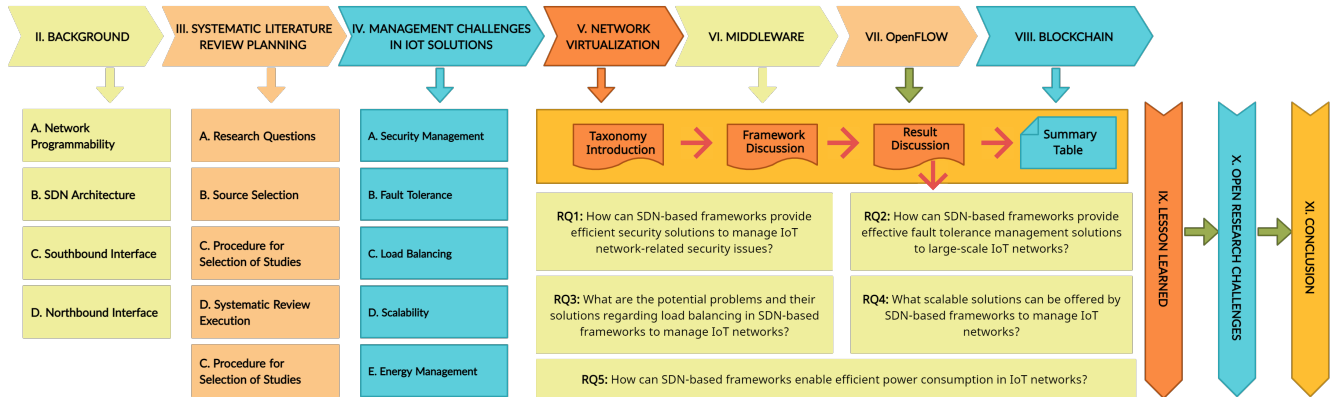 II. BACKGROUND
III. SYSTEMATIC LITERATURE
REVIEW PLANNING
IV. MANAGEMENT CHALLENGES
IN IOT SOLUTIONS
V. NETWORK
VIRTUALIZATION
VI. MIDDLEWARE
VII. OpenFLOW
VIII. BLOCKCHAIN
A. Network
Programmability
B. SDN Architecture
C. Southbound Interface
D. Northbound Interface
A. Research Questions
B. Source Selection
C. Procedure for
Selection of Studies
D. Systematic Review
Execution
C. Procedure for
Selection of Studies
A. Security Management
B. Fault Tolerance
C. Load Balancing
D. Scalability
E. Energy Management
Taxonomy
Introduction
Framework
Discussion
Result
Discussion
Summary
Table
RQ1: How can SDN-based frameworks provide
efficient security solutions to manage IoT
network-related security issues?
RQ2: How can SDN-based frameworks provide
effective fault tolerance management solutions
to large-scale IoT networks?
RQ3: What are the potential problems and their
solutions regarding load balancing in SDN-based
frameworks to manage IoT networks?
RQ4: What scalable solutions can be offered by
SDN-based frameworks to manage IoT
networks?
RQ5: How can SDN-based frameworks enable efficient power consumption in IoT networks?
IX. LESSON LEARNED
X. OPEN RESEARCH CHALLENGES
XI. CONCLUSION